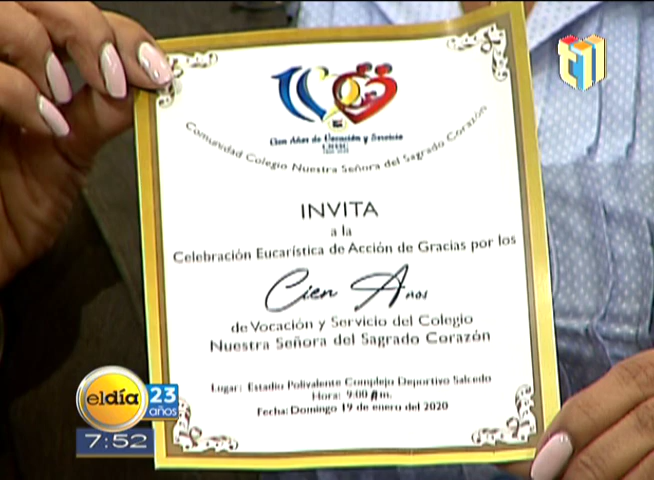 Cien Años de Vocación y Servicio
Comunidad Colegio Nuestra Señora del Sagrado Corazón
INVITA
a la
Celebración Eucarística de Acción de Gracias por los
Cien Años
de Vocación y Servicio del Colegio
Nuestra Señora del Sagrado Corazón
Lugar: Estadio Polivalente Complejo Deportivo Salcedo
Hora: 9:00 a.m.
Fecha: Domingo 19 de enero del 2020
eldía 23 años
7:52